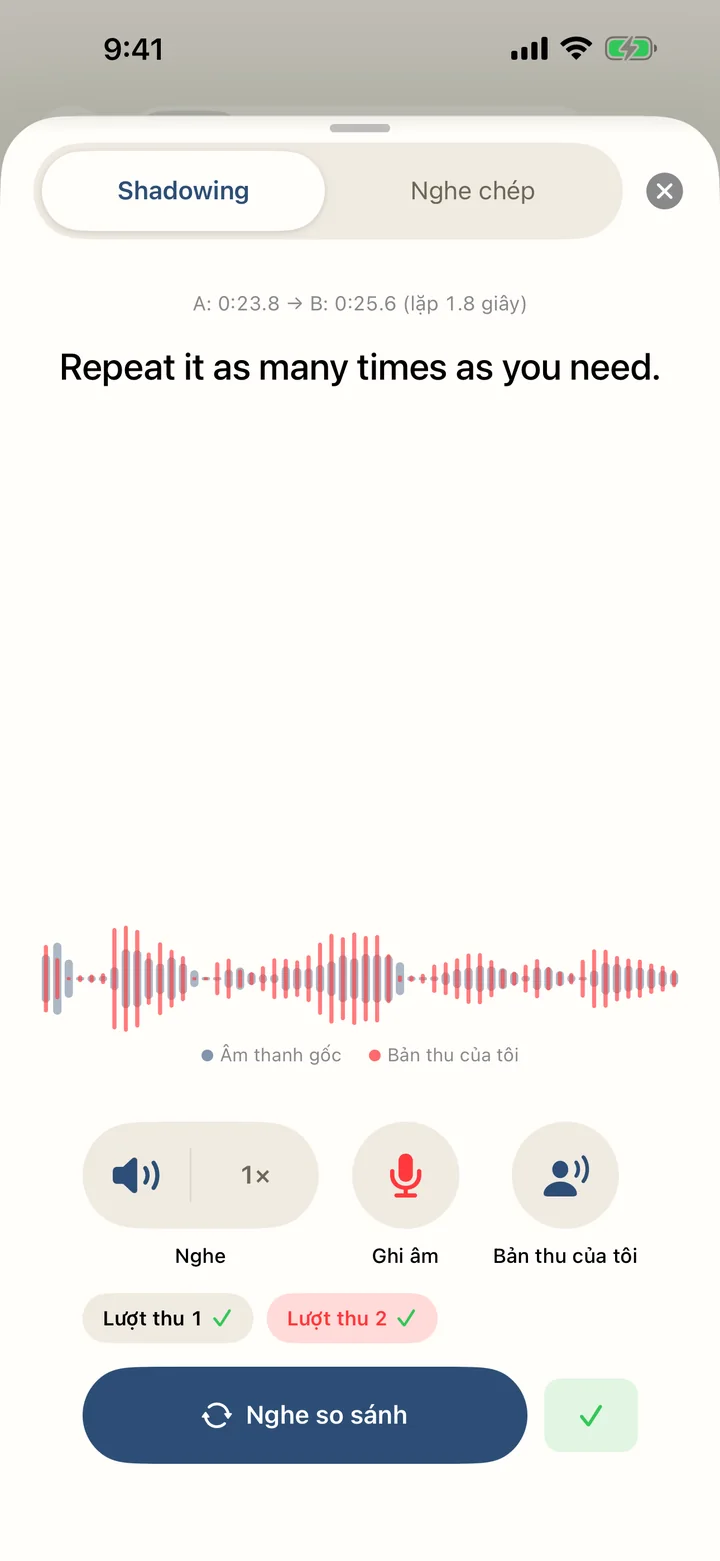 9:41
Shadowing
Nghe chép
A: 0:23.8 → B: 0:25.6 (lặp 1.8 giây)
Repeat it as many times as you need.
Âm thanh gốc
Bản thu của tôi
1×
Nghe
Ghi âm
Bản thu của tôi
Lượt thu 1 ✓
Lượt thu 2 ✓
Nghe so sánh